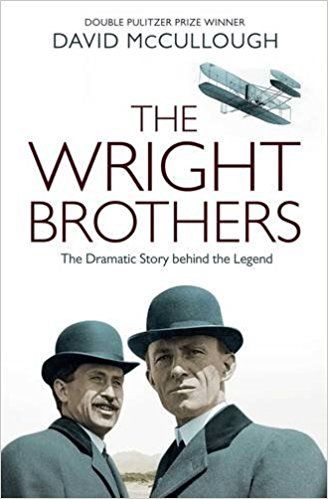 DOUBLE PULITZER PRIZE WINNER
DAVID McCULLOUGH
THE
WRIGHT
BROTHERS
The Dramatic Story behind the Legend